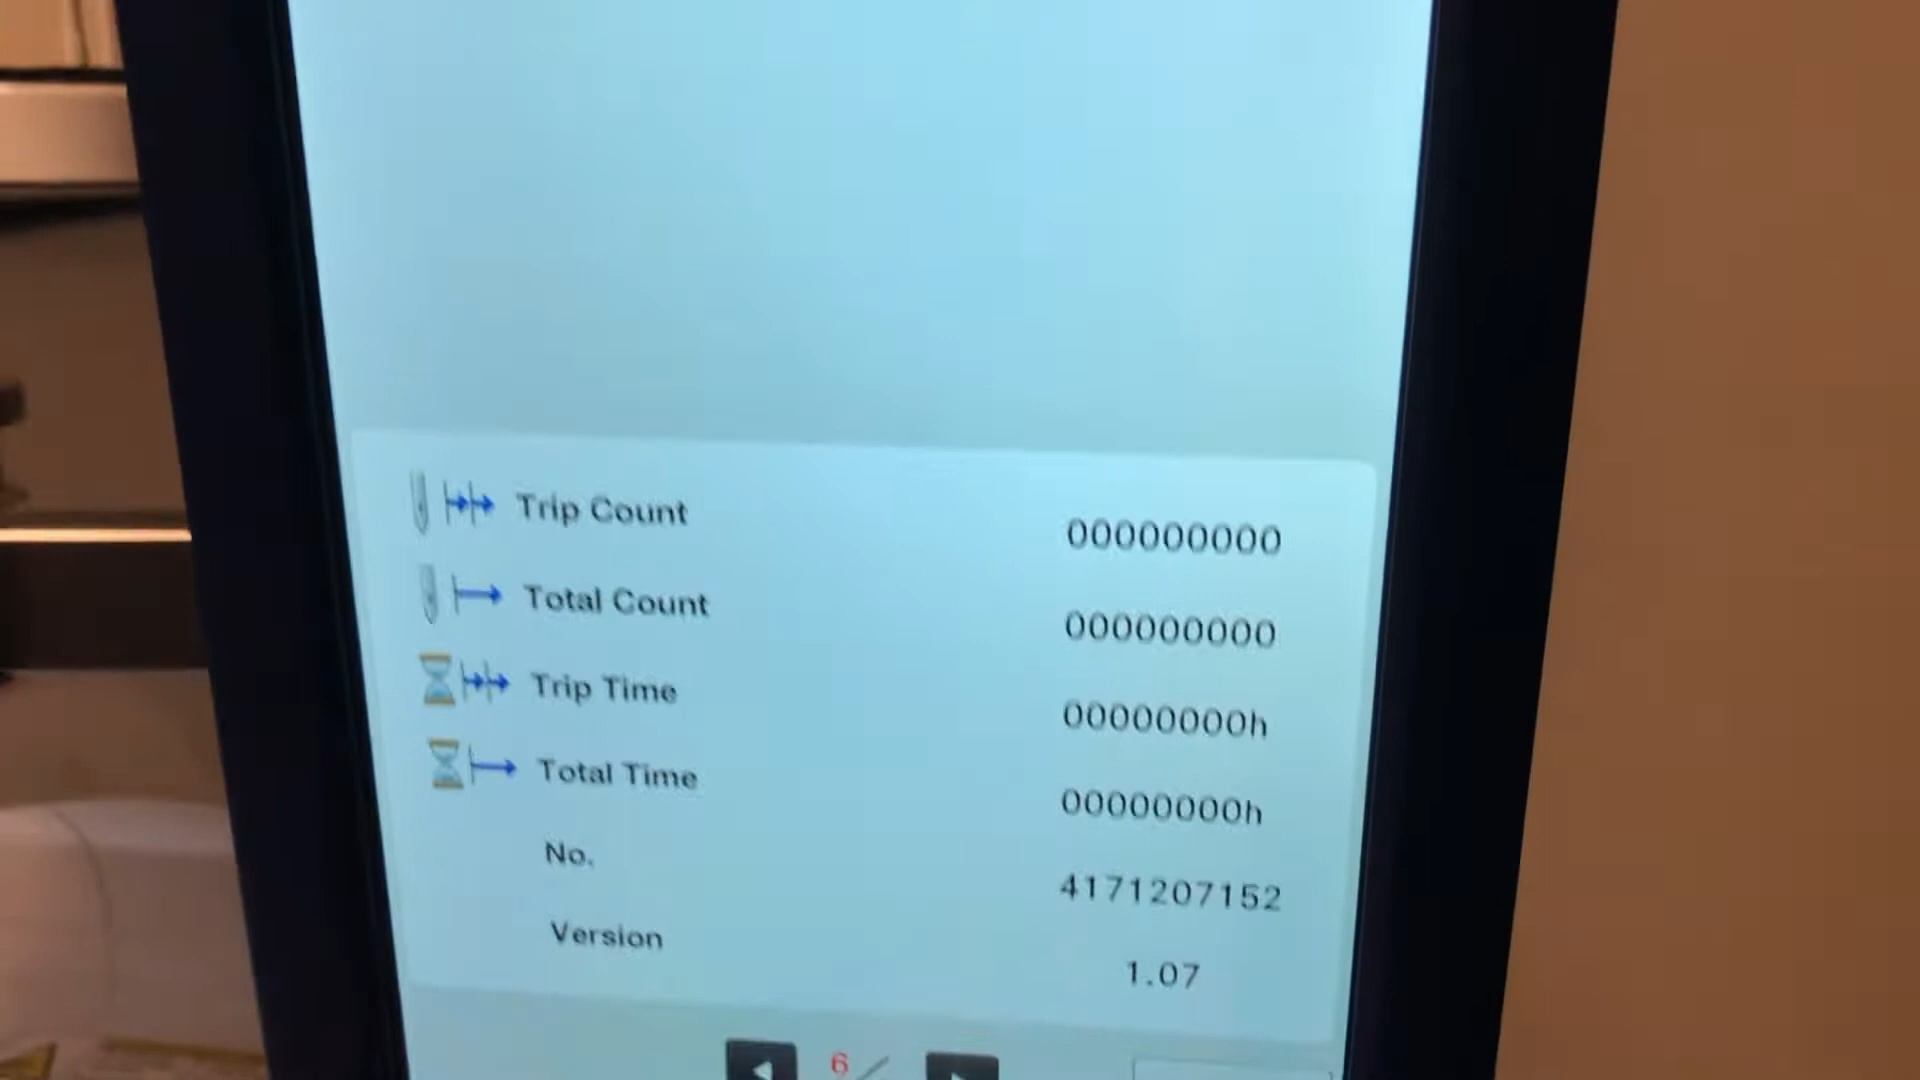 Trip Count 000000000
Total Count 000000000
Trip Time 00000000h
Total Time 00000000h
No. 4171207152
Version 1.07
6 /